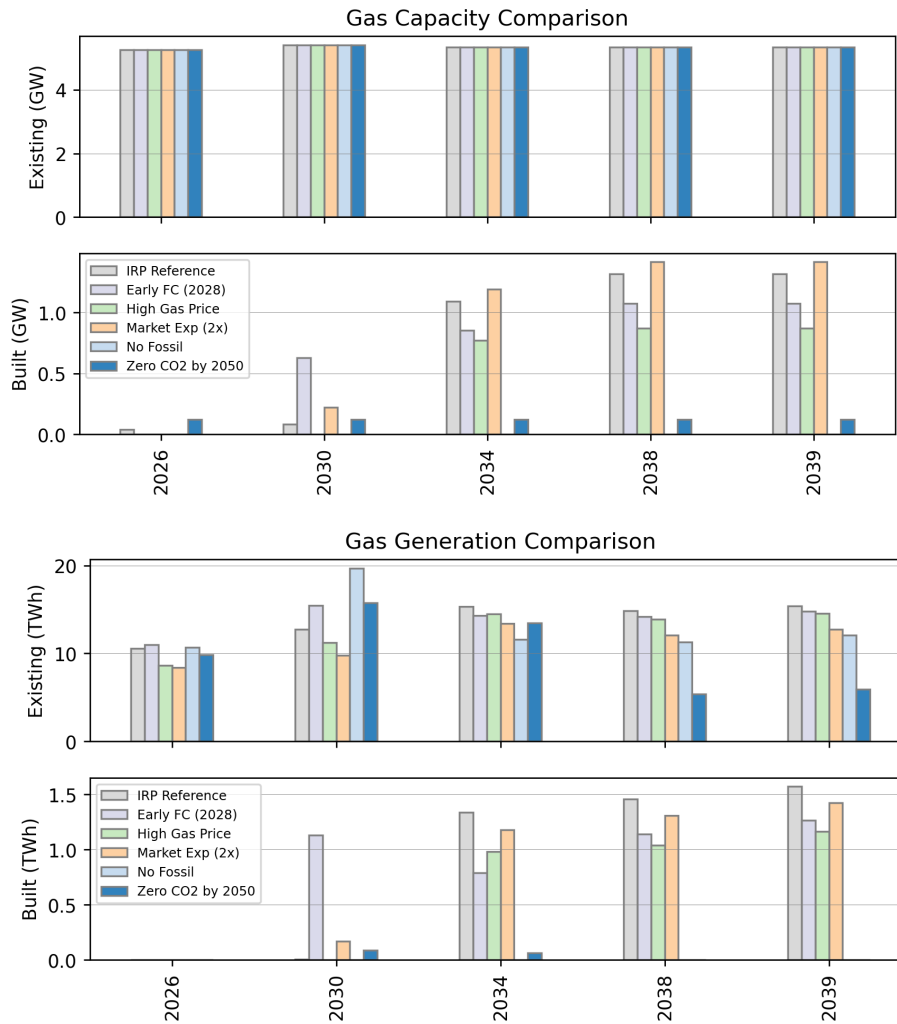 Gas Capacity Comparison
Existing (GW)
4
2
0
Built (GW)
1.0
0.5
0.0
IRP Reference
Early FC (2028)
High Gas Price
Market Exp (2x)
No Fossil
Zero CO2 by 2050
2026
2030
2034
2038
2039
Gas Generation Comparison
Existing (TWh)
20
10
0
Built (TWh)
1.5
1.0
0.5
0.0
IRP Reference
Early FC (2028)
High Gas Price
Market Exp (2x)
No Fossil
Zero CO2 by 2050
2026
2030
2034
2038
2039